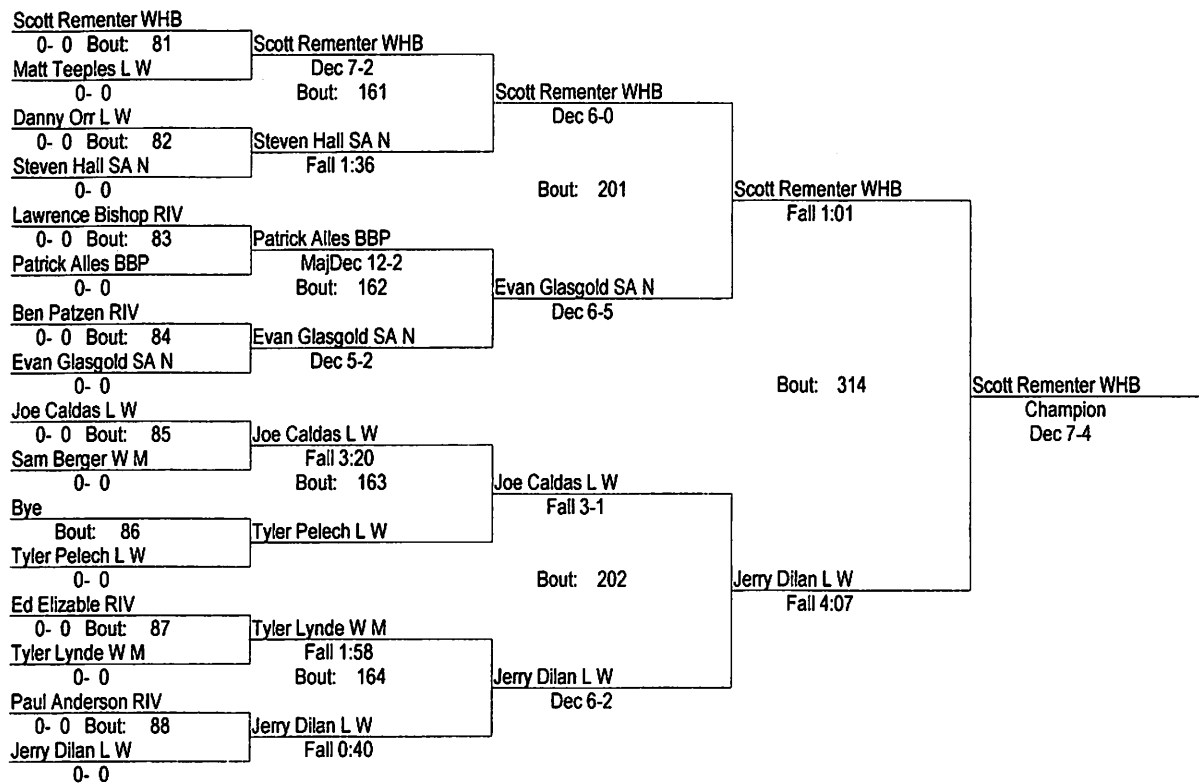 Scott Rementer WHB
0- 0 Bout: 81
Matt Teeples L W
0- 0
Danny Orr L W
0- 0 Bout: 82
Steven Hall SA N
0- 0
Lawrence Bishop RIV
0- 0 Bout: 83
Patrick Alles BBP
0- 0
Ben Patzen RIV
0- 0 Bout: 84
Evan Glasgold SA N
0- 0
Joe Caldas L W
0- 0 Bout: 85
Sam Berger W M
0- 0
Bye
Bout: 86
Tyler Pelech L W
0- 0
Ed Elizable RIV
0- 0 Bout: 87
Tyler Lynde W M
0- 0
Paul Anderson RIV
0- 0 Bout: 88
Jerry Dilan L W
0- 0
Scott Rementer WHB
Dec 7-2
Bout: 161
Steven Hall SA N
Fall 1:36
Patrick Alles BBP
MajDec 12-2
Bout: 162
Evan Glasgold SA N
Dec 5-2
Joe Caldas L W
Fall 3:20
Bout: 163
Tyler Pelech L W
Tyler Lynde W M
Fall 1:58
Bout: 164
Jerry Dilan L W
Fall 0:40
Scott Rementer WHB
Dec 6-0
Bout: 201
Evan Glasgold SA N
Dec 6-5
Joe Caldas L W
Fall 3-1
Bout: 202
Jerry Dilan L W
Dec 6-2
Scott Rementer WHB
Fall 1:01
Bout: 314
Jerry Dilan L W
Fall 4:07
Scott Rementer WHB
Champion
Dec 7-4